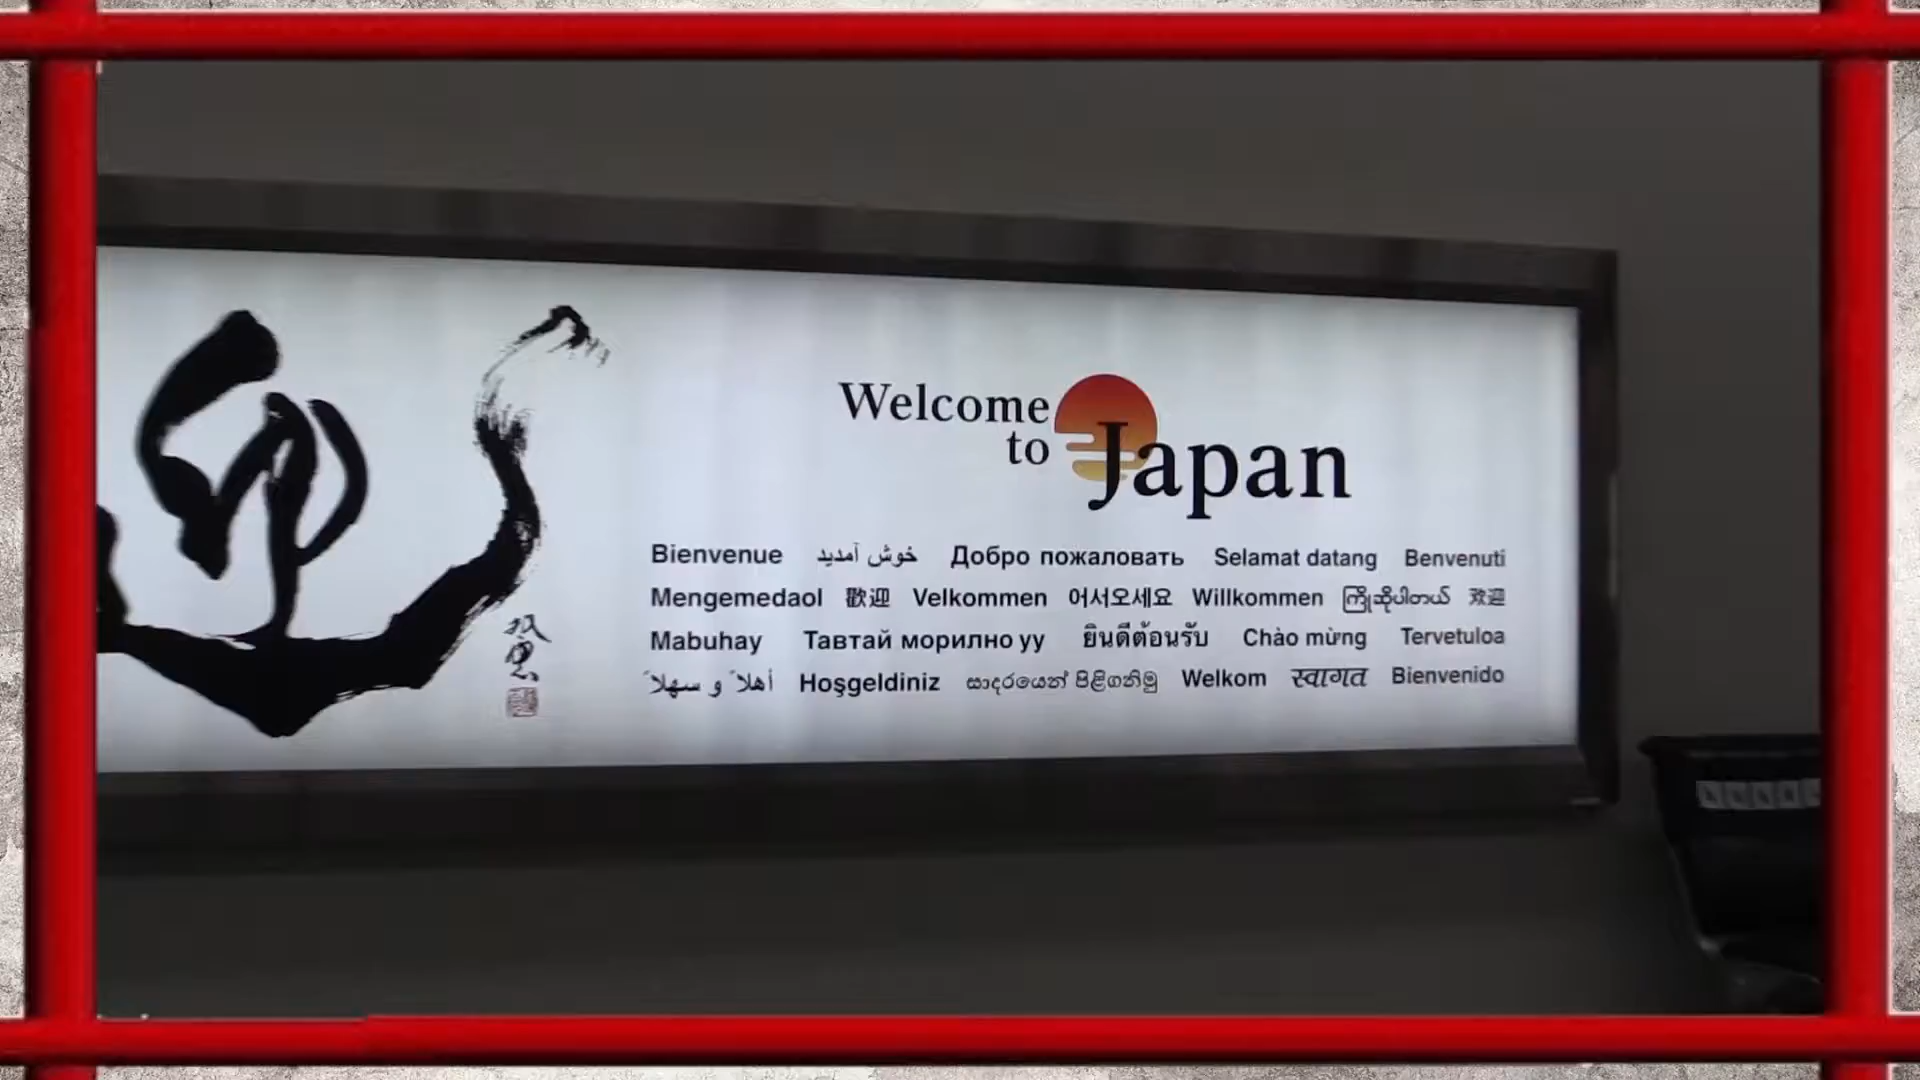 迎
Welcome
to
Japan
Bienvenue خوش آمدید Добро пожаловать Selamat datang Benvenuti
Mengemedaol 歡迎 Velkommen 어서오세요 Willkommen ကြိုဆိုပါတယ် 欢迎
Mabuhay Тавтай морилно уу ยินดีต้อนรับ Chào mừng Tervetuloa
أهلاً و سهلاً Hoşgeldiniz සාදරයෙන් පිළිගනිමු Welkom स्वागत Bienvenido